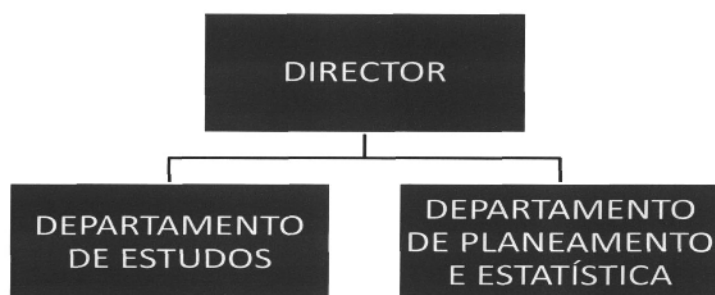 DIRECTOR
DEPARTAMENTO
DE ESTUDOS
DEPARTAMENTO
DE PLANEAMENTO
E ESTATÍSTICA